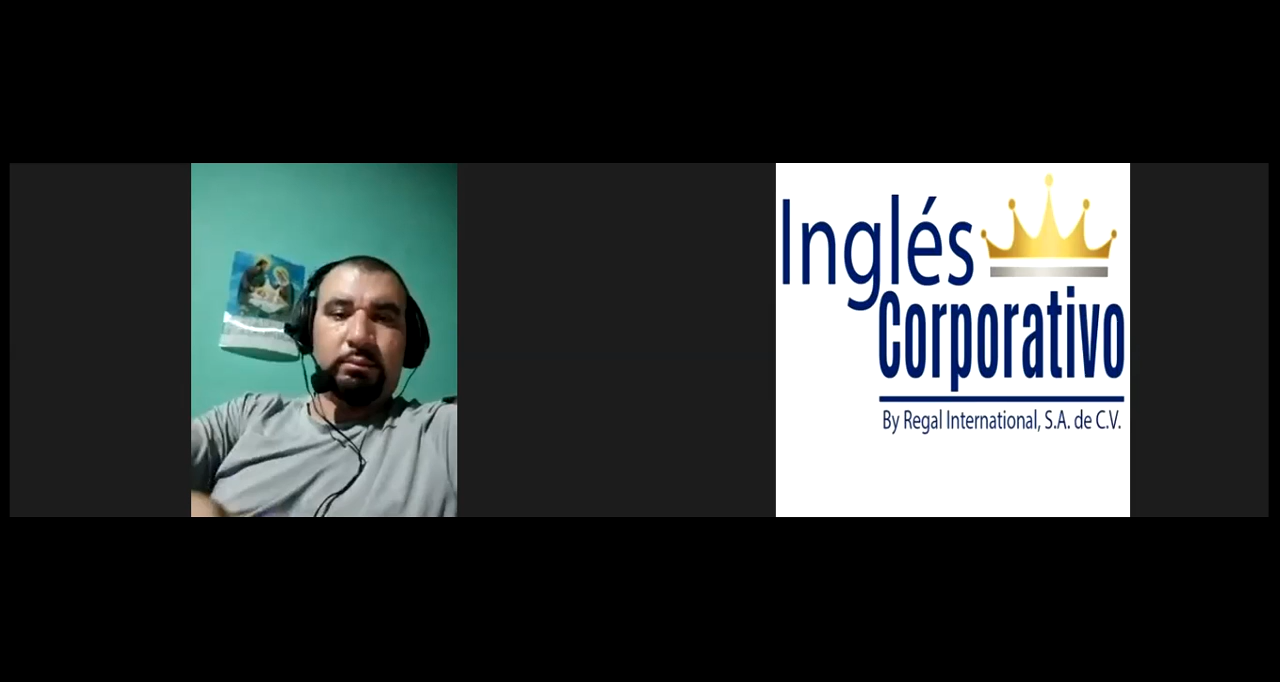 Inglés
Corporativo
By Regal International, S.A. de C.V.